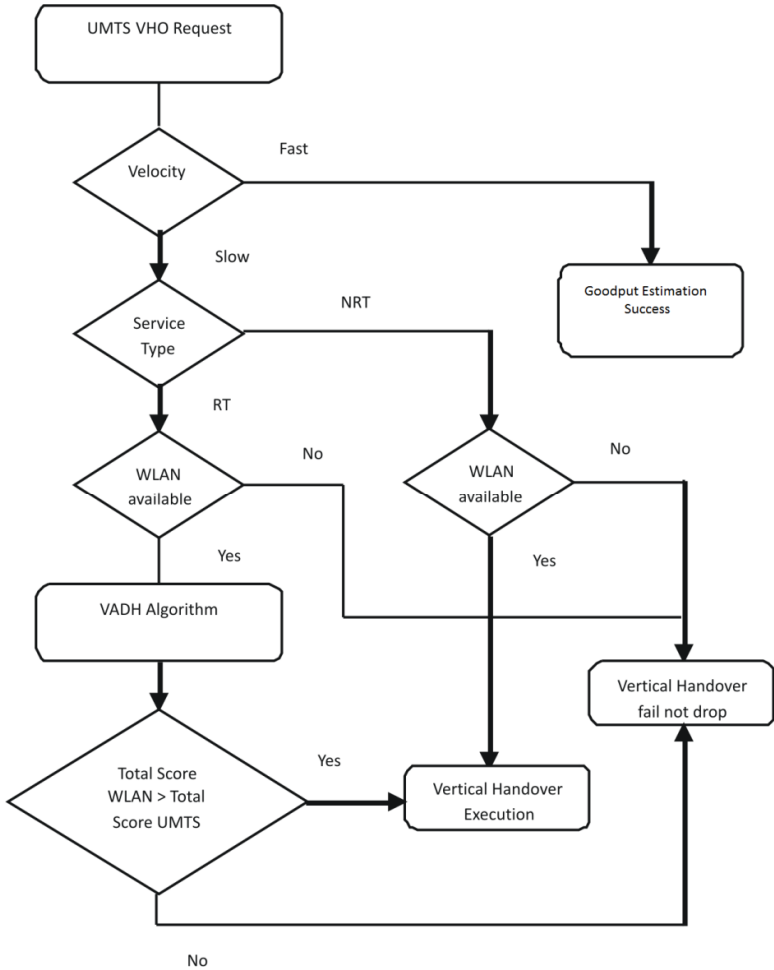 UMTS VHO Request
Fast
Velocity
Slow
Goodput Estimation
Success
NRT
Service
Type
RT
No
No
WLAN
available
WLAN
available
Yes
Yes
VADH Algorithm
Vertical Handover
fail not drop
Yes
Total Score
WLAN > Total
Score UMTS
Vertical Handover
Execution
No